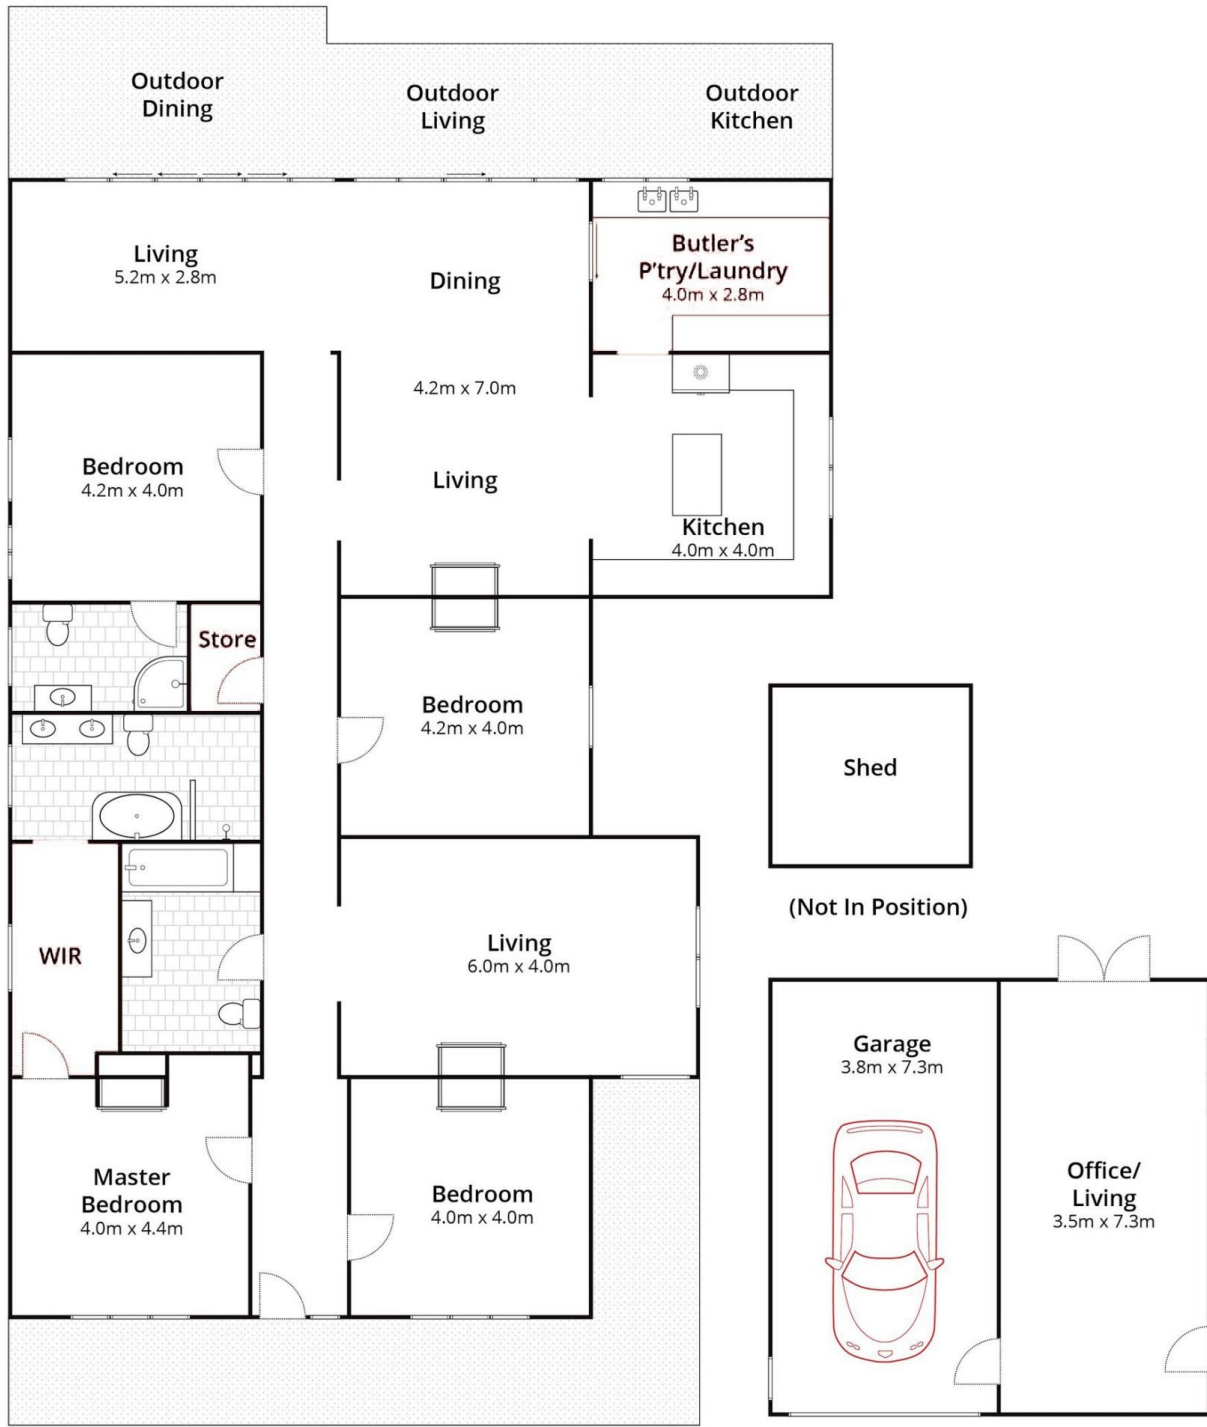 Outdoor
Dining
Outdoor
Living
Outdoor
Kitchen
Living
5.2m x 2.8m
Dining
Butler's
P'try/Laundry
4.0m x 2.8m
4.2m x 7.0m
Living
Bedroom
4.2m x 4.0m
Kitchen
4.0m x 4.0m
Store
Bedroom
4.2m x 4.0m
Shed
(Not In Position)
WIR
Living
6.0m x 4.0m
Garage
3.8m x 7.3m
Master
Bedroom
4.0m x 4.4m
Bedroom
4.0m x 4.0m
Office/
Living
3.5m x 7.3m